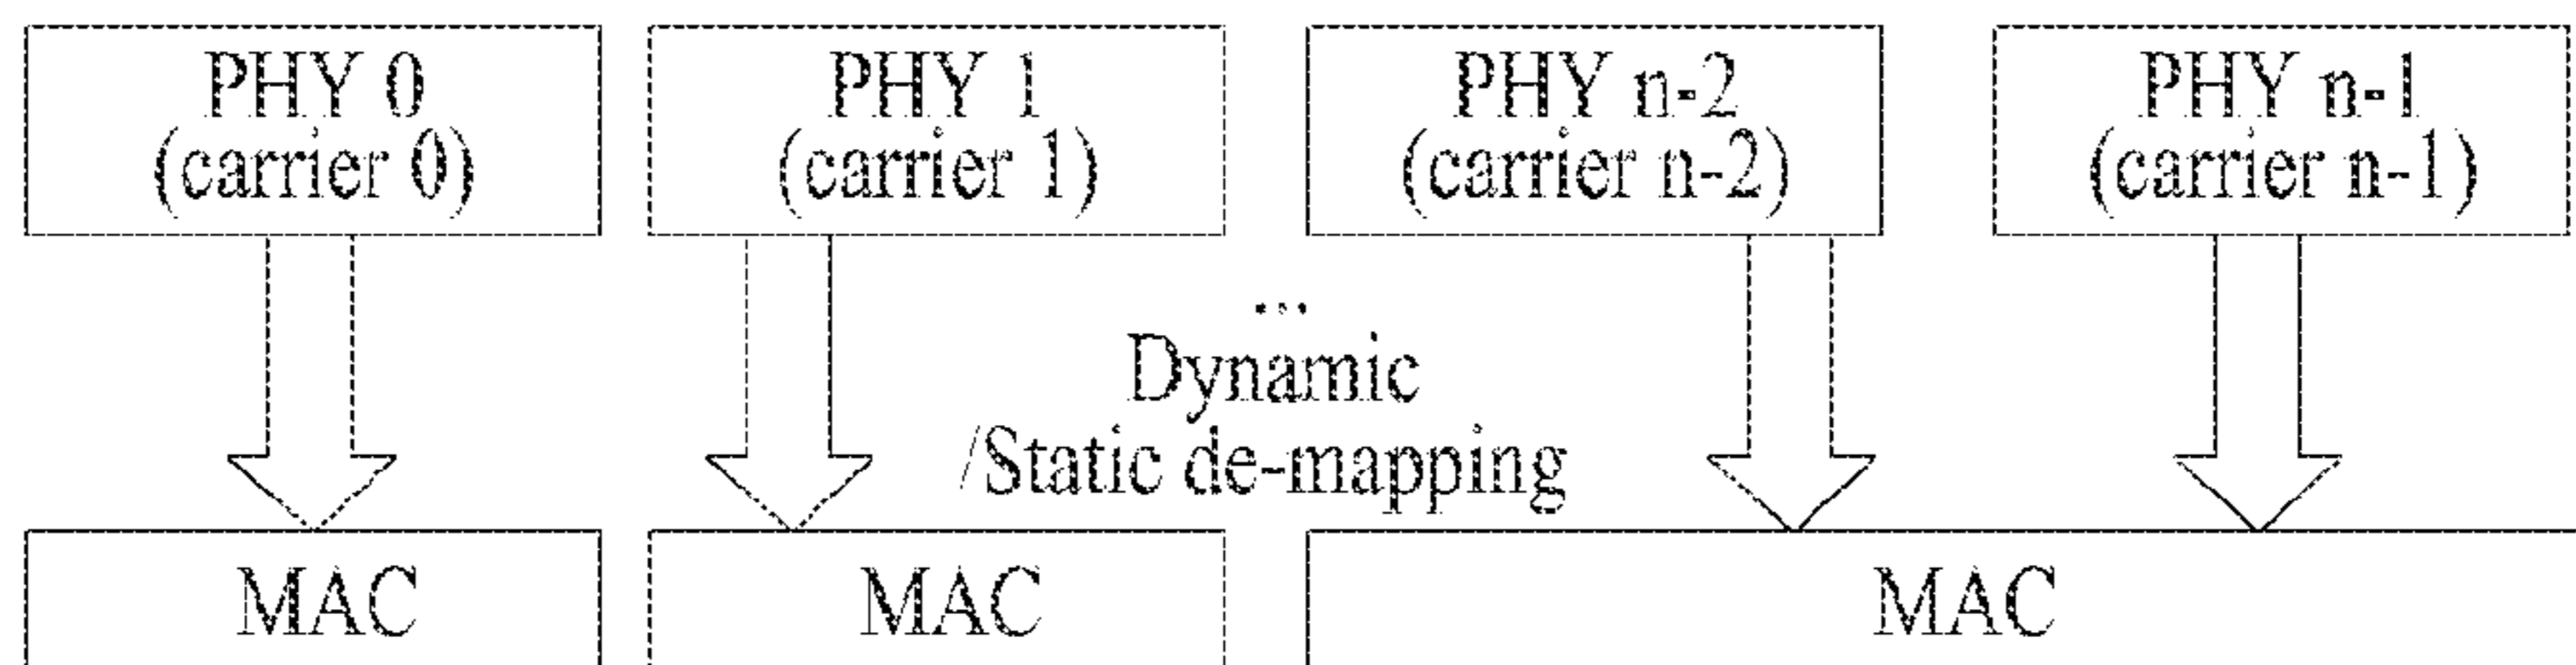 PHY 0
(carrier 0)
PHY 1
(carrier 1)
PHY n-2
(carrier n-2)
PHY n-1
(carrier n-1)
...
Dynamic
/Static de-mapping
MAC
MAC
MAC